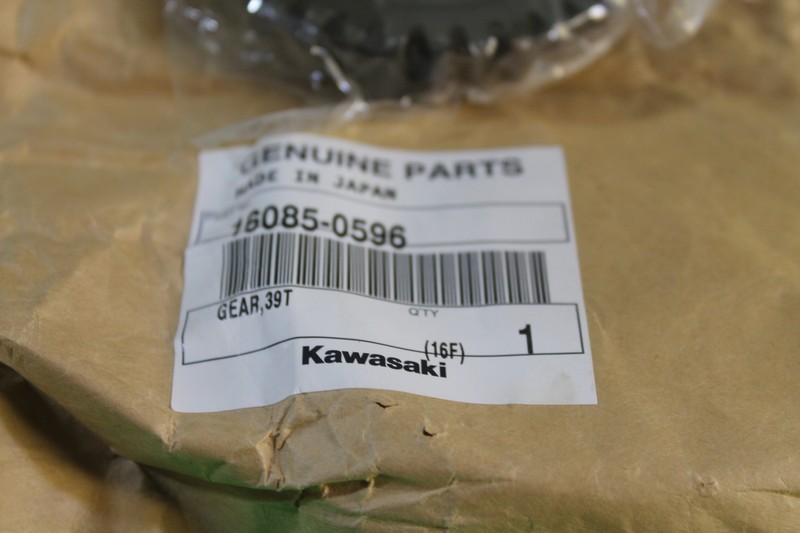 GENUINE PARTS
MADE IN JAPAN
16085-0596
GEAR,39T
QTY
(16F)
1
Kawasaki